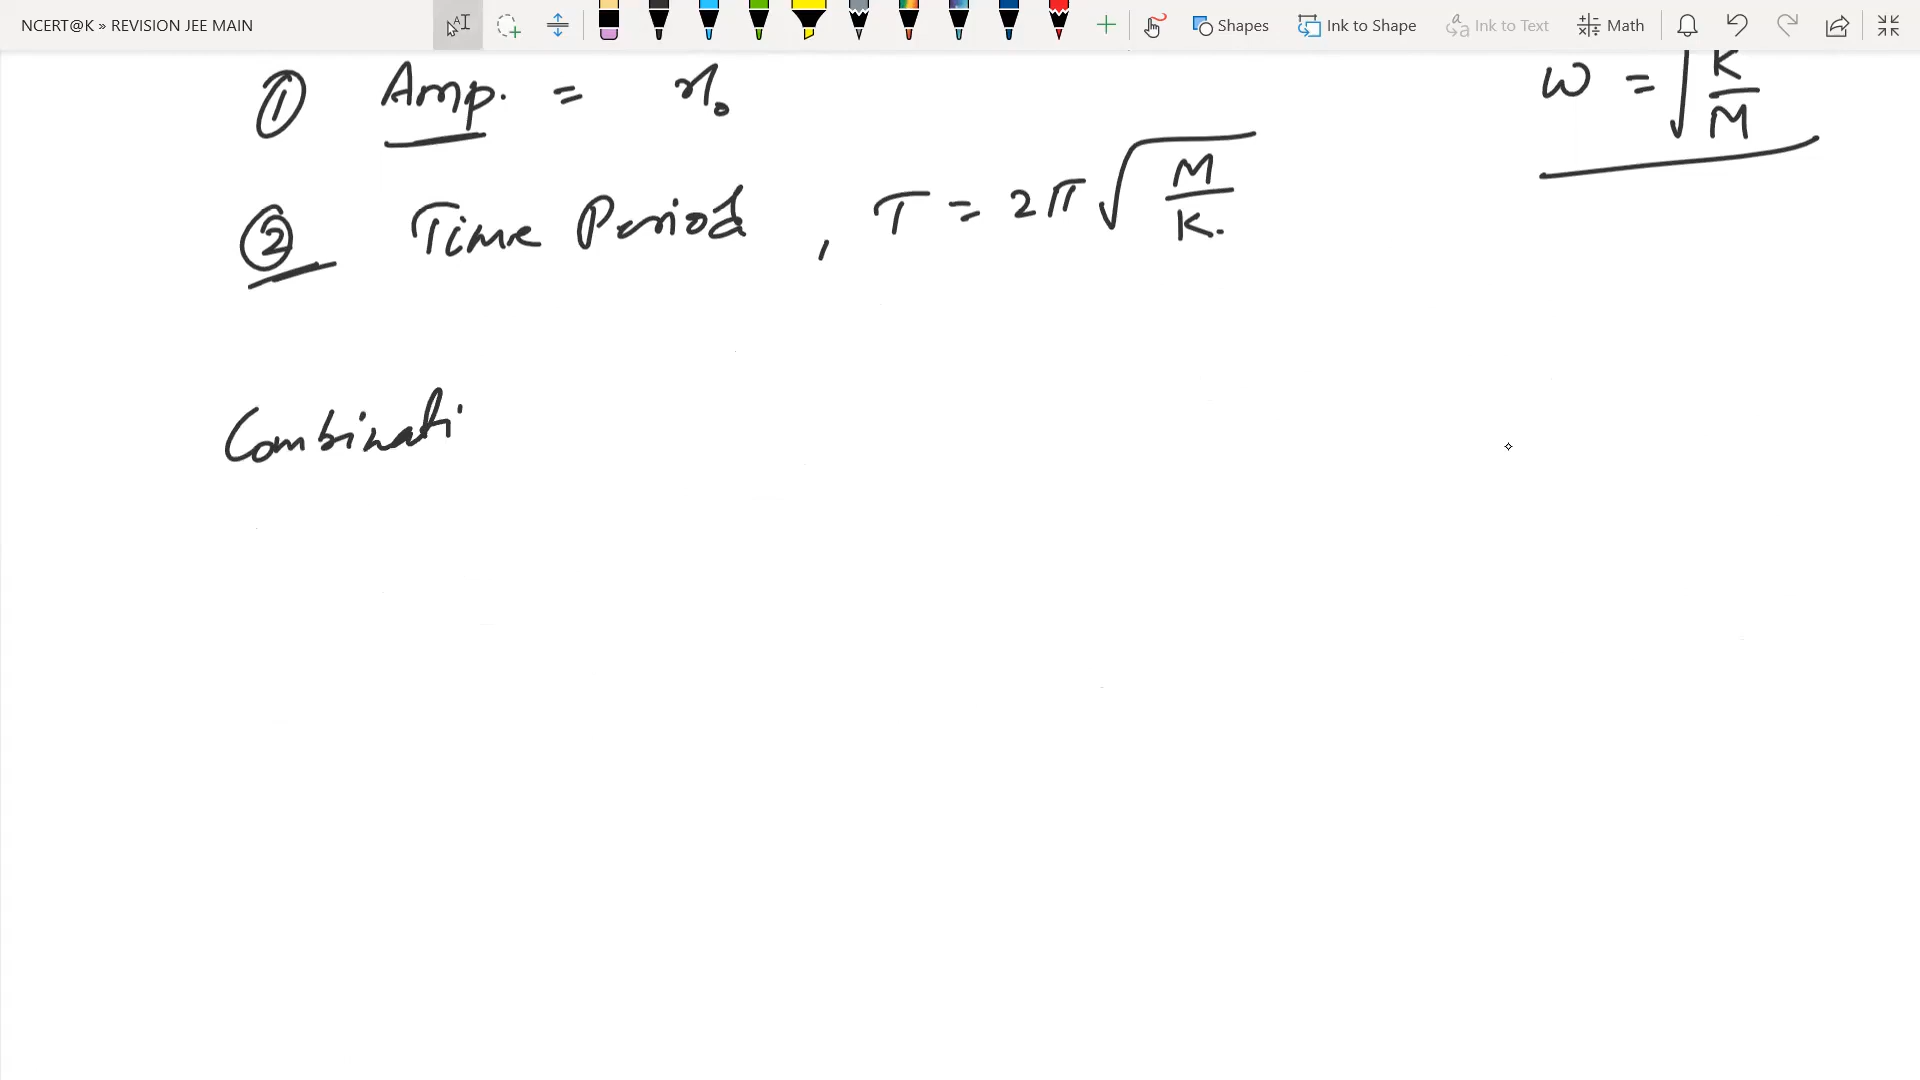 NCERT@K » REVISION JEE MAIN
Shapes
Ink to Shape
Ink to Text
Math
① Amp. = x₀
ω = √(K/M)
② Time Period, T = 2π √(M/K).
Combinati